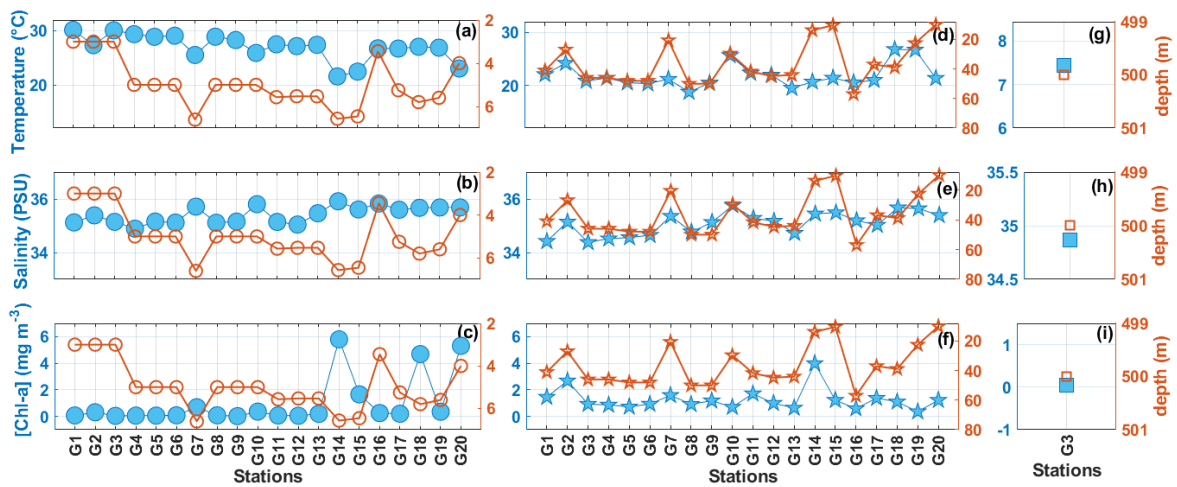 (a)
(d)
(g)
Temperature (°C)
30
20
2
4
6
30
20
20
40
60
80
8
7
6
499
500
501
depth (m)
(b)
(e)
(h)
Salinity (PSU)
36
34
2
4
6
36
34
20
40
60
80
35.5
35
34.5
499
500
501
depth (m)
(c)
(f)
(i)
[Chl-a] (mg m⁻³)
6
4
2
0
2
4
6
6
4
2
0
20
40
60
80
1
0
-1
499
500
501
depth (m)
G1 G2 G3 G4 G5 G6 G7 G8 G9 G10 G11 G12 G13 G14 G15 G16 G17 G18 G19 G20
G1 G2 G3 G4 G5 G6 G7 G8 G9 G10 G11 G12 G13 G14 G15 G16 G17 G18 G19 G20
G3
Stations
Stations
Stations